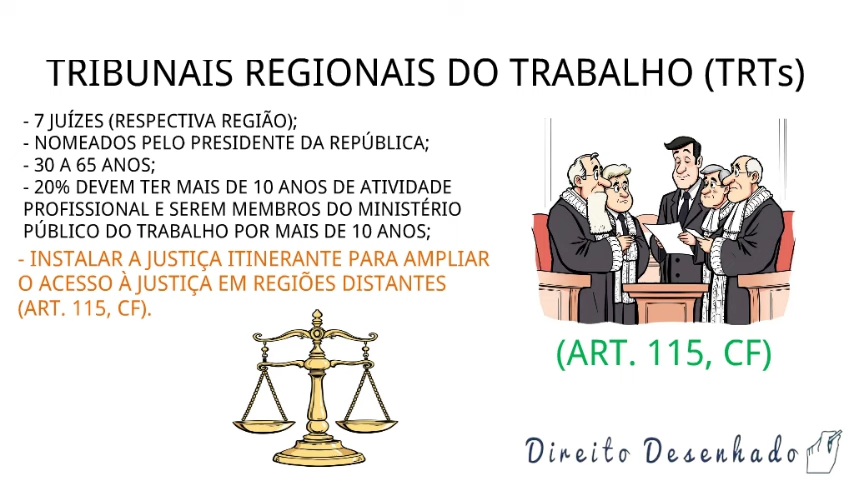 TRIBUNAIS REGIONAIS DO TRABALHO (TRTs)
- 7 JUÍZES (RESPECTIVA REGIÃO);
- NOMEADOS PELO PRESIDENTE DA REPÚBLICA;
- 30 A 65 ANOS;
- 20% DEVEM TER MAIS DE 10 ANOS DE ATIVIDADE
PROFISSIONAL E SEREM MEMBROS DO MINISTÉRIO
PÚBLICO DO TRABALHO POR MAIS DE 10 ANOS;
- INSTALAR A JUSTIÇA ITINERANTE PARA AMPLIAR
O ACESSO À JUSTIÇA EM REGIÕES DISTANTES
(ART. 115, CF).
(ART. 115, CF)
Direito Desenhado